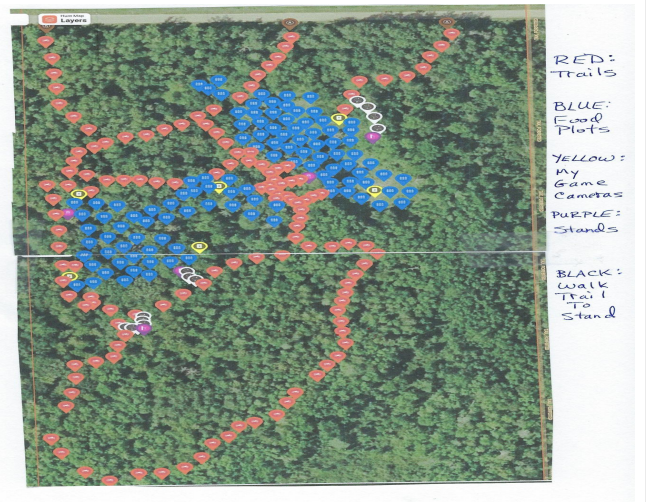 Hunt Map
Layers
RED:
Trails
BLUE:
Food
Plots
YELLOW:
My
Game
Cameras
PURPLE:
Stands
BLACK:
Walk
Trail
To
Stand